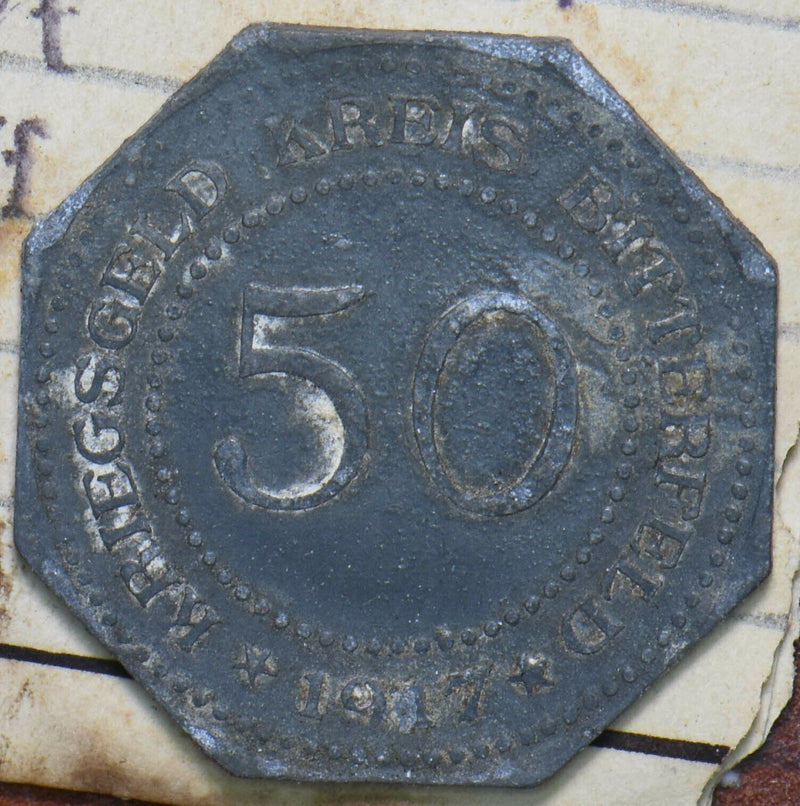 KRIEGSGELD KREIS BITTERFELD
50
★ 1917 ★